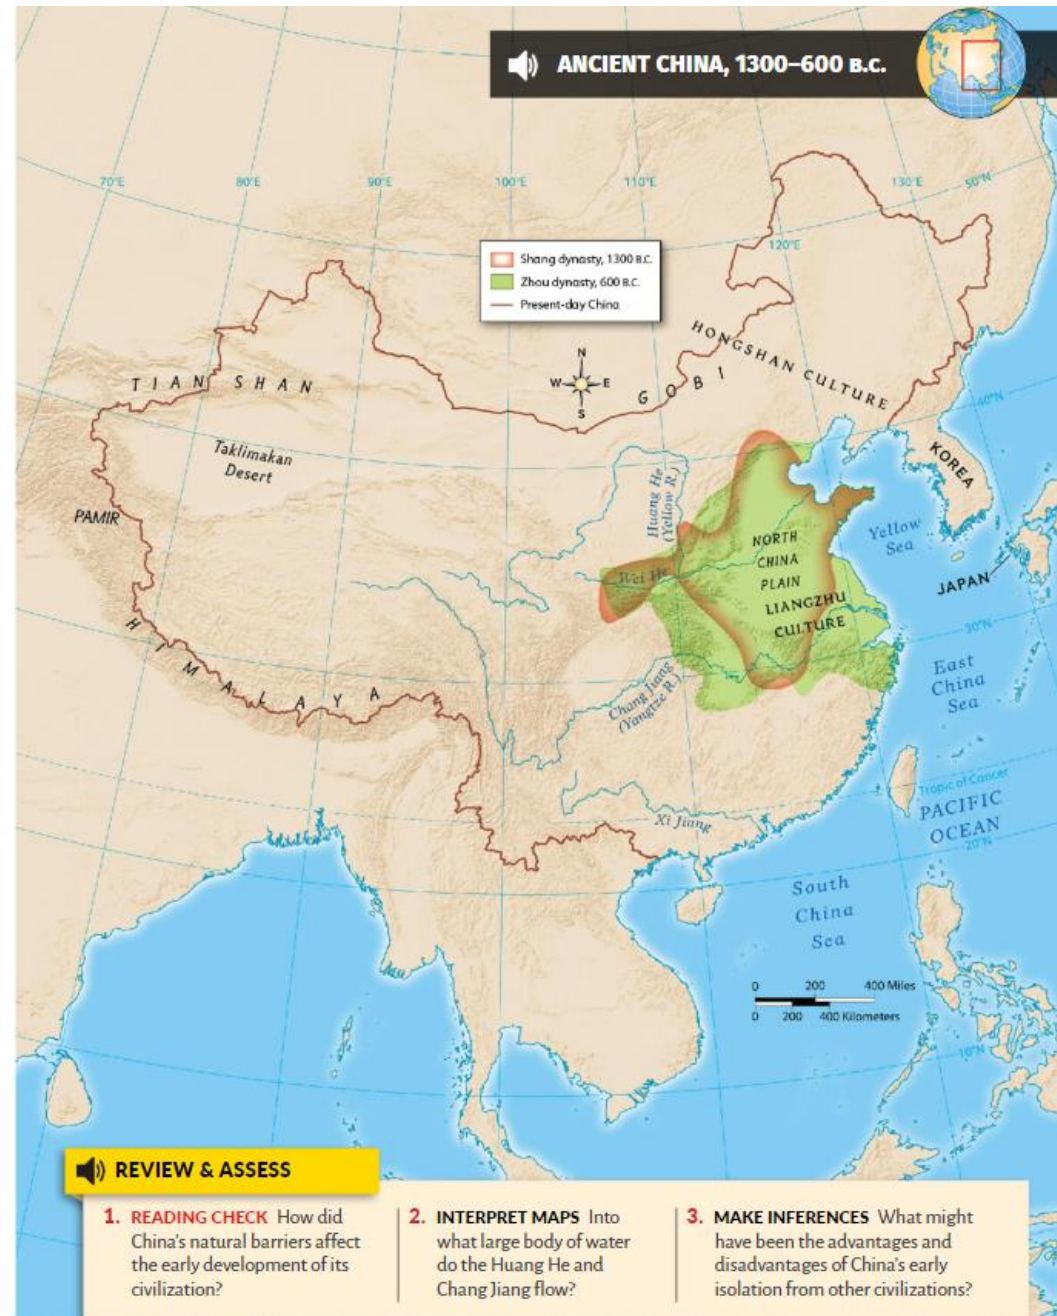 ANCIENT CHINA, 1300–600 B.C.
70°E
80°E
90°E
100°E
110°E
130°E
50°N
120°E
Shang dynasty, 1300 B.C.
Zhou dynasty, 600 B.C.
Present-day China
N
W
E
S
HONGSHAN CULTURE
GOBI
TIAN SHAN
40°N
Taklimakan
Desert
KOREA
PAMIR
Huang He
(Yellow R.)
Yellow
Sea
NORTH
CHINA
PLAIN
LIANGZHU
CULTURE
Wei He
JAPAN
30°N
HIMALAYA
East
China
Sea
Chang Jiang
(Yangtze R.)
Tropic of Cancer
PACIFIC
OCEAN
Xi Jiang
20°N
South
China
Sea
0 200 400 Miles
0 200 400 Kilometers
10°N
REVIEW & ASSESS
1. READING CHECK How did
China's natural barriers affect
the early development of its
civilization?
2. INTERPRET MAPS Into
what large body of water
do the Huang He and
Chang Jiang flow?
3. MAKE INFERENCES What might
have been the advantages and
disadvantages of China's early
isolation from other civilizations?